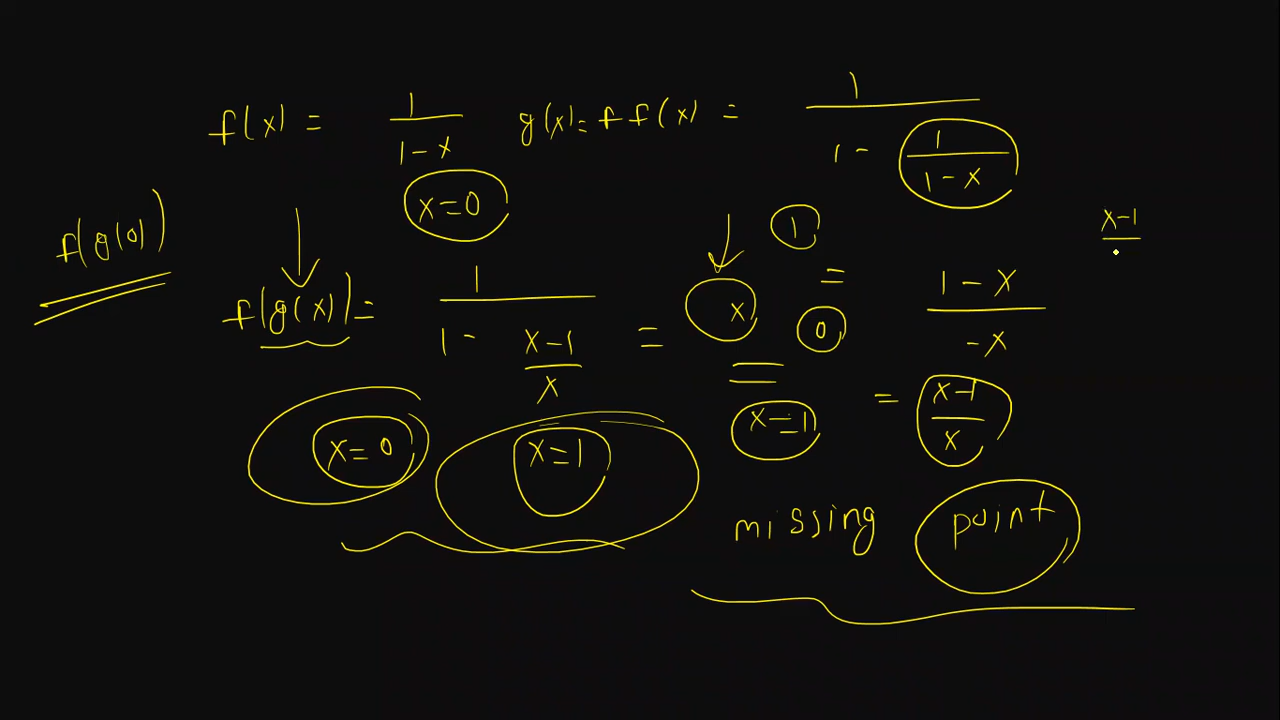 f(x) = 1/(1-x) g(x) = f f(x) = 1/(1 - 1/(1-x))
x=0
f(g(0))
1
x-1
f(g(x)) = 1/(1 - (x-1)/x) = x = (1-x)/(-x)
0
x=0 x=1 x=1 = (x-1)/x
missing point